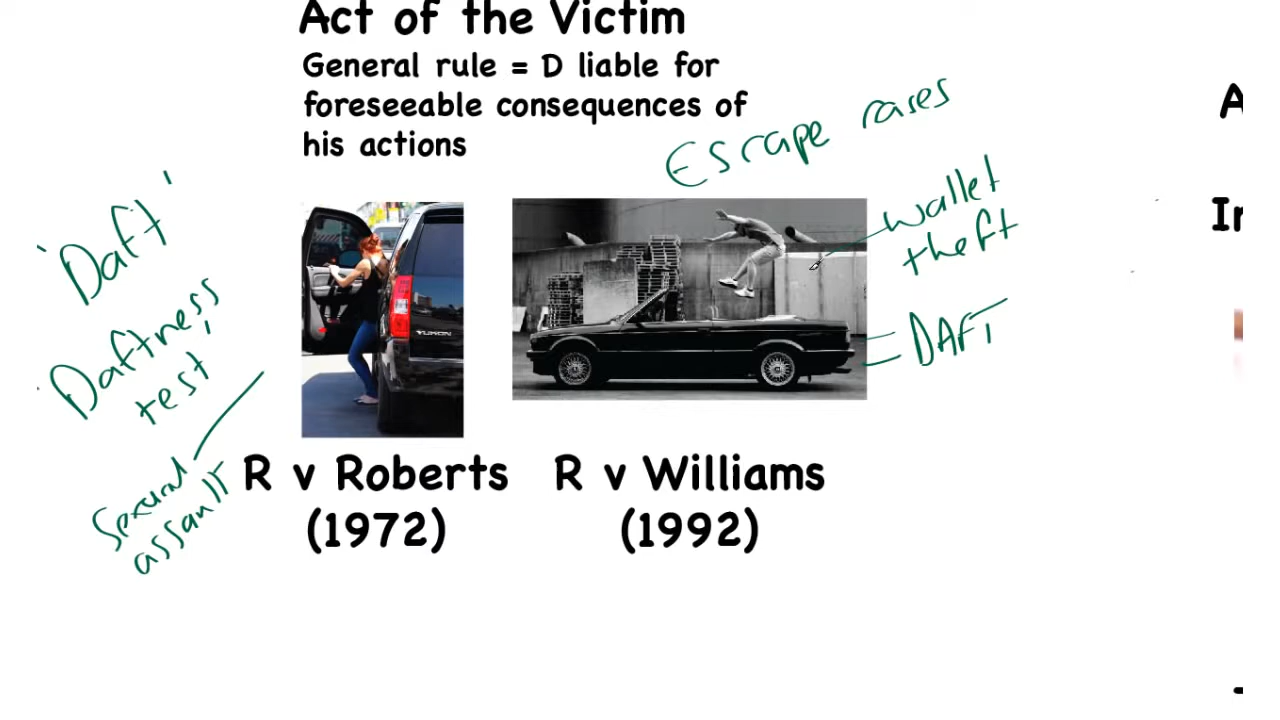 Act of the Victim
General rule = D liable for
foreseeable consequences of
his actions
Escape cases
wallet
theft
DAFT
'Daft'
Daftness
test
sexual
assault
YUKON
R v Roberts
(1972)
R v Williams
(1992)
A